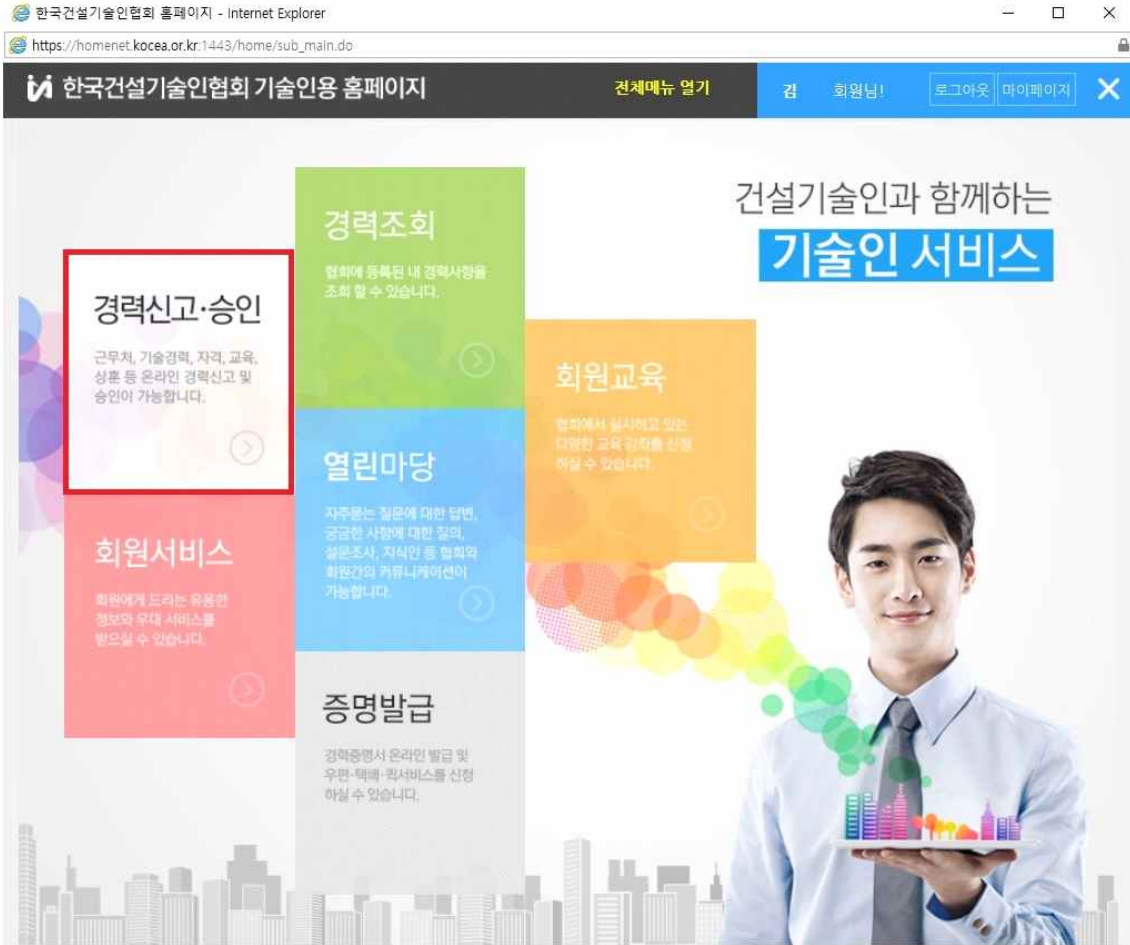 한국건설기술인협회 홈페이지 - Internet Explorer
https://homenet.kocea.or.kr:1443/home/sub_main.do
한국건설기술인협회 기술인용 홈페이지
전체메뉴 열기
김 회원님!
로그아웃
마이페이지
건설기술인과 함께하는
기술인 서비스
경력조회
협회에 등록된 내 경력사항을
조회 할 수 있습니다.
경력신고·승인
근무처, 기술경력, 자격, 교육,
상훈 등 온라인 경력신고 및
승인이 가능합니다.
회원교육
협회에서 실시하고 있는
다양한 교육 강좌를 신청
하실 수 있습니다.
열린마당
자주묻는 질문에 대한 답변,
궁금한 사항에 대한 질의,
설문조사, 지식인 등 협회와
회원간의 커뮤니케이션이
가능합니다.
회원서비스
회원에게 드리는 유용한
정보와 우대 서비스를
받으실 수 있습니다.
증명발급
경력증명서 온라인 발급 및
우편·택배·퀵서비스를 신청
하실 수 있습니다.